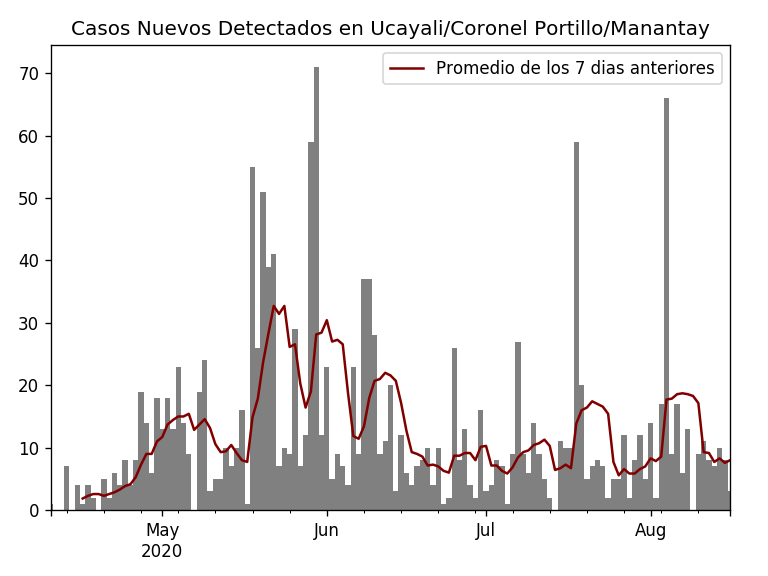 Casos Nuevos Detectados en Ucayali/Coronel Portillo/Manantay
Promedio de los 7 dias anteriores
70
60
50
40
30
20
10
0
May
2020
Jun
Jul
Aug